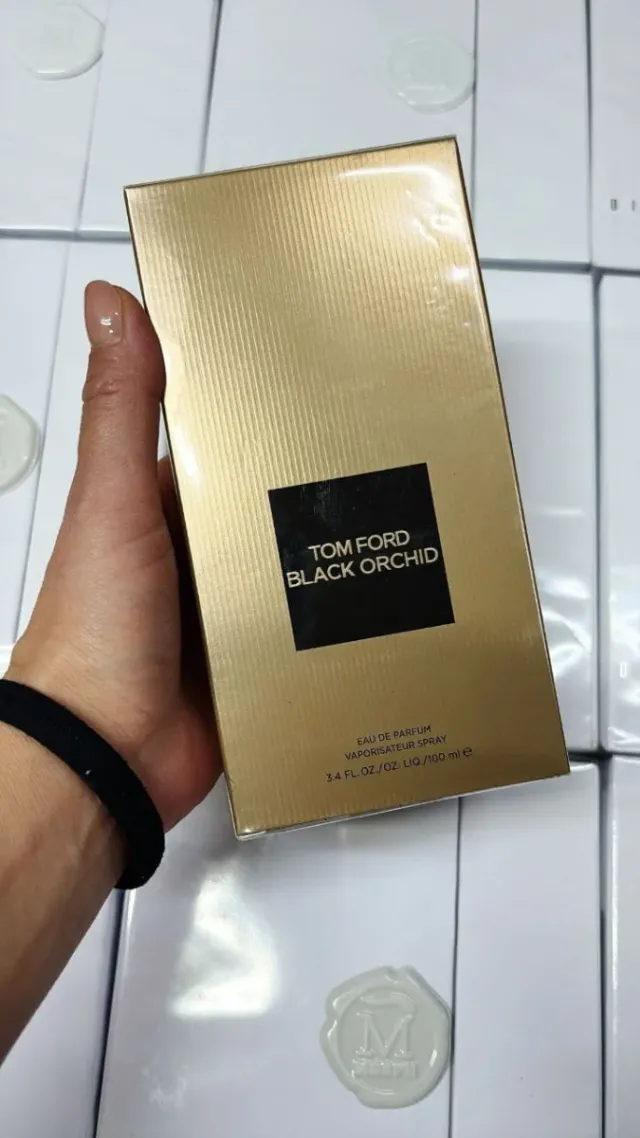 TOM FORD
BLACK ORCHID
EAU DE PARFUM
VAPORISATEUR SPRAY
3.4 FL.OZ./OZ. LIQ./100 ml ℮
M